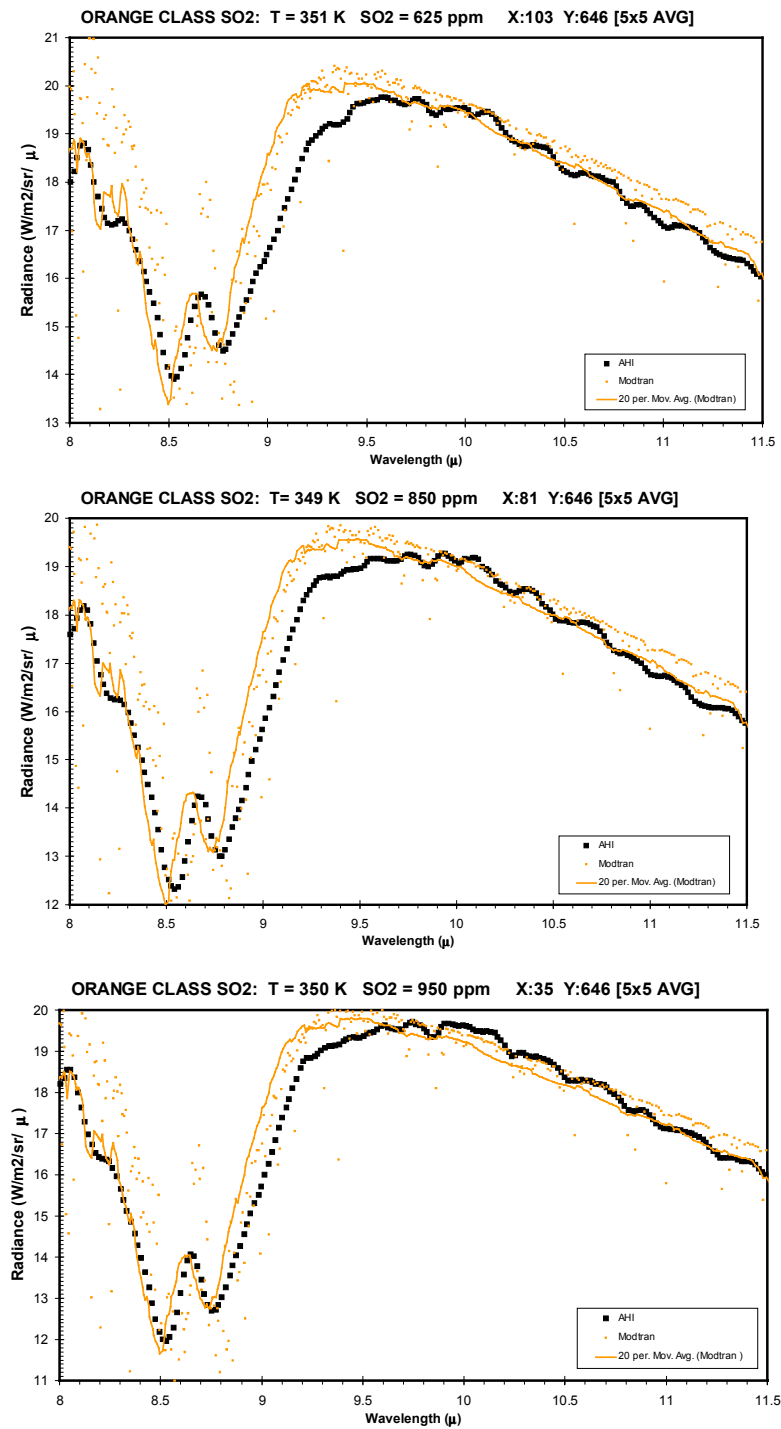 ORANGE CLASS SO2: T = 351 K SO2 = 625 ppm X:103 Y:646 [5x5 AVG]
21
20
19
18
17
16
15
14
13
Radiance (W/m2/sr/ μ)
AHI
Modtran
20 per. Mov. Avg. (Modtran)
8 8.5 9 9.5 10 10.5 11 11.5
Wavelength (μ)
ORANGE CLASS SO2: T= 349 K SO2 = 850 ppm X:81 Y:646 [5x5 AVG]
20
19
18
17
16
15
14
13
12
Radiance (W/m2/sr/ μ)
AHI
Modtran
20 per. Mov. Avg. (Modtran)
8 8.5 9 9.5 10 10.5 11 11.5
Wavelength (μ)
ORANGE CLASS SO2: T = 350 K SO2 = 950 ppm X:35 Y:646 [5x5 AVG]
20
19
18
17
16
15
14
13
12
11
Radiance (W/m2/sr/ μ)
AHI
Modtran
20 per. Mov. Avg. (Modtran )
8 8.5 9 9.5 10 10.5 11 11.5
Wavelength (μ)